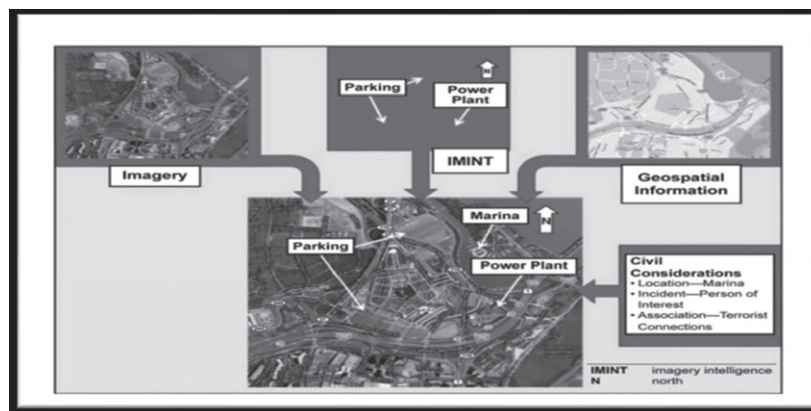 Parking
N
Power
Plant
Imagery
IMINT
Geospatial
Information
Marina
N
Parking
Power Plant
Civil
Considerations
• Location—Marina
• Incident—Person of
Interest
• Association—Terrorist
Connections
IMINT imagery intelligence
N north